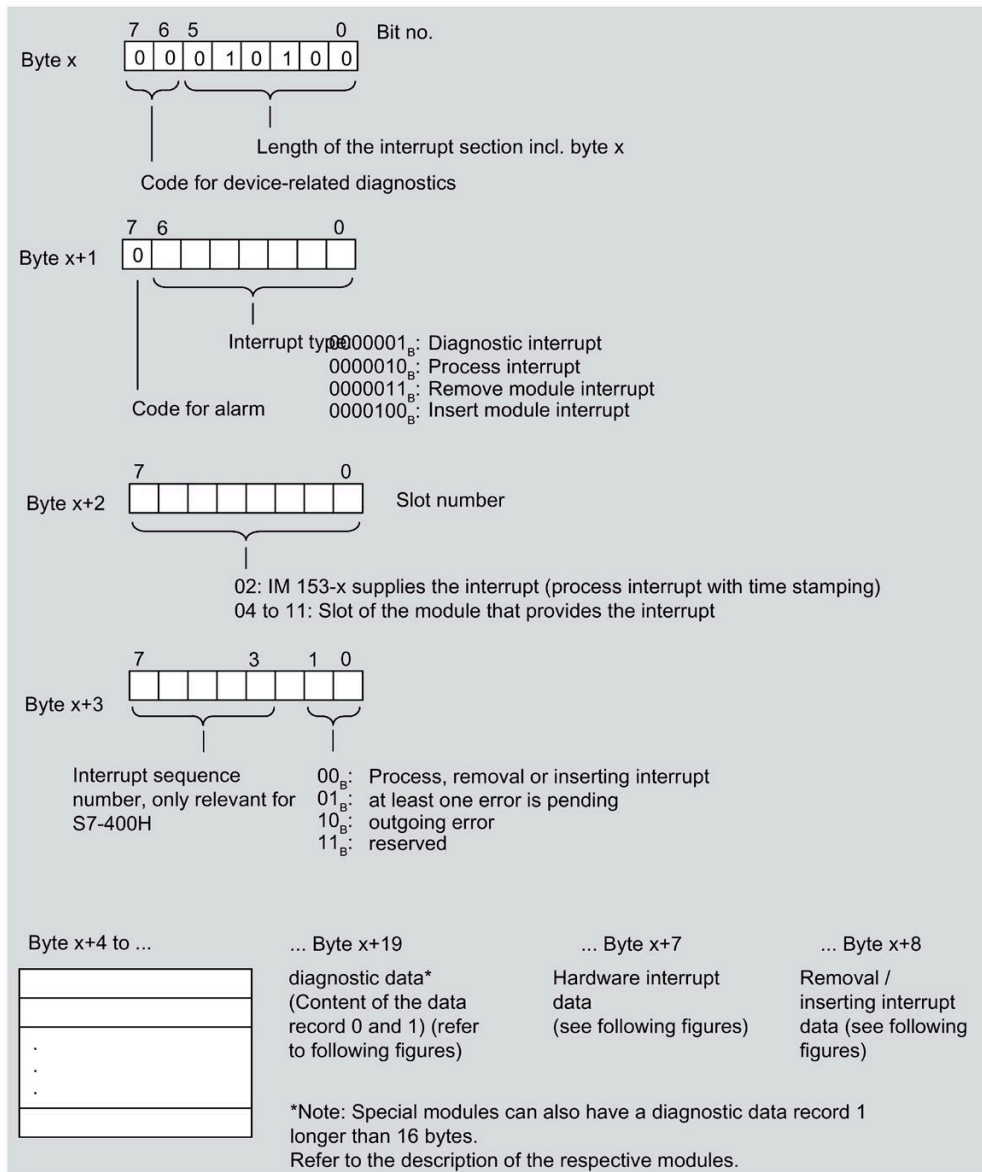 7 6 5 0 Bit no.
Byte x 0 0 0 1 0 1 0 0
Length of the interrupt section incl. byte x
Code for device-related diagnostics
7 6 0
Byte x+1 0
Interrupt type:
0000001B: Diagnostic interrupt
0000010B: Process interrupt
0000011B: Remove module interrupt
0000100B: Insert module interrupt
Code for alarm
7 0
Byte x+2 Slot number
02: IM 153-x supplies the interrupt (process interrupt with time stamping)
04 to 11: Slot of the module that provides the interrupt
7 3 1 0
Byte x+3
Interrupt sequence
number, only relevant for
S7-400H
00B: Process, removal or inserting interrupt
01B: at least one error is pending
10B: outgoing error
11B: reserved
Byte x+4 to ...
.
.
.
... Byte x+19
diagnostic data*
(Content of the data
record 0 and 1) (refer
to following figures)
... Byte x+7
Hardware interrupt
data
(see following figures)
... Byte x+8
Removal /
inserting interrupt
data (see following
figures)
*Note: Special modules can also have a diagnostic data record 1
longer than 16 bytes.
Refer to the description of the respective modules.